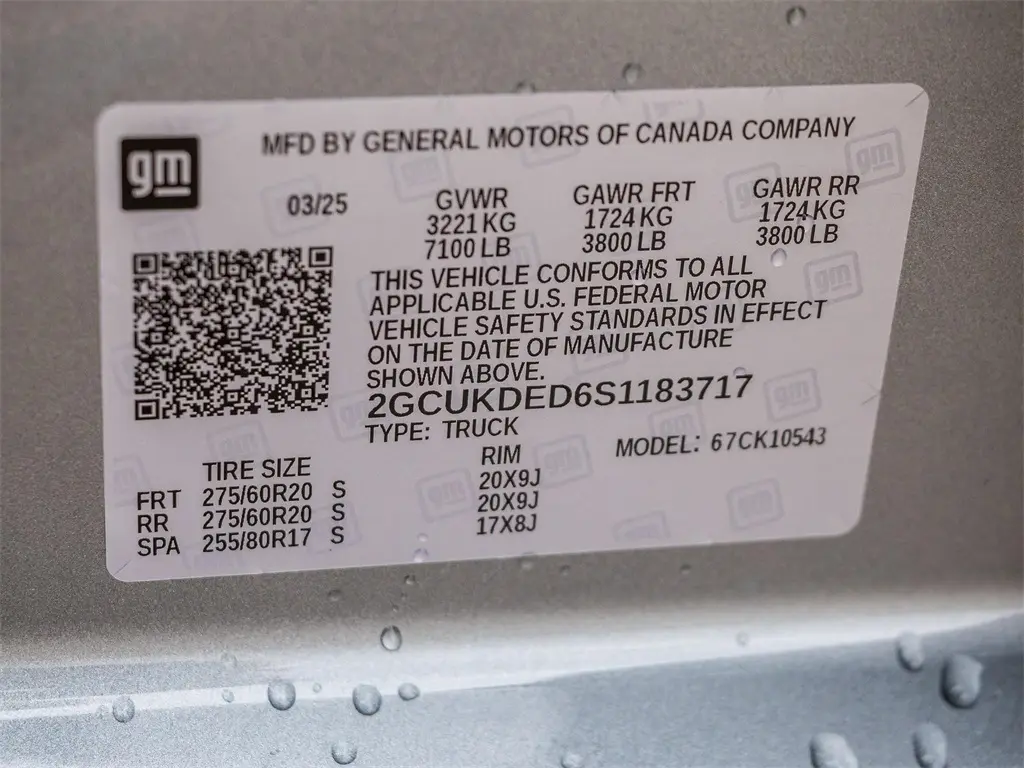 gm
MFD BY GENERAL MOTORS OF CANADA COMPANY
03/25 GVWR GAWR FRT GAWR RR
3221 KG 1724 KG 1724 KG
7100 LB 3800 LB 3800 LB
THIS VEHICLE CONFORMS TO ALL
APPLICABLE U.S. FEDERAL MOTOR
VEHICLE SAFETY STANDARDS IN EFFECT
ON THE DATE OF MANUFACTURE
SHOWN ABOVE.
2GCUKDED6S1183717
TYPE: TRUCK MODEL: 67CK10543
TIRE SIZE RIM
FRT 275/60R20 S 20X9J
RR 275/60R20 S 20X9J
SPA 255/80R17 S 17X8J